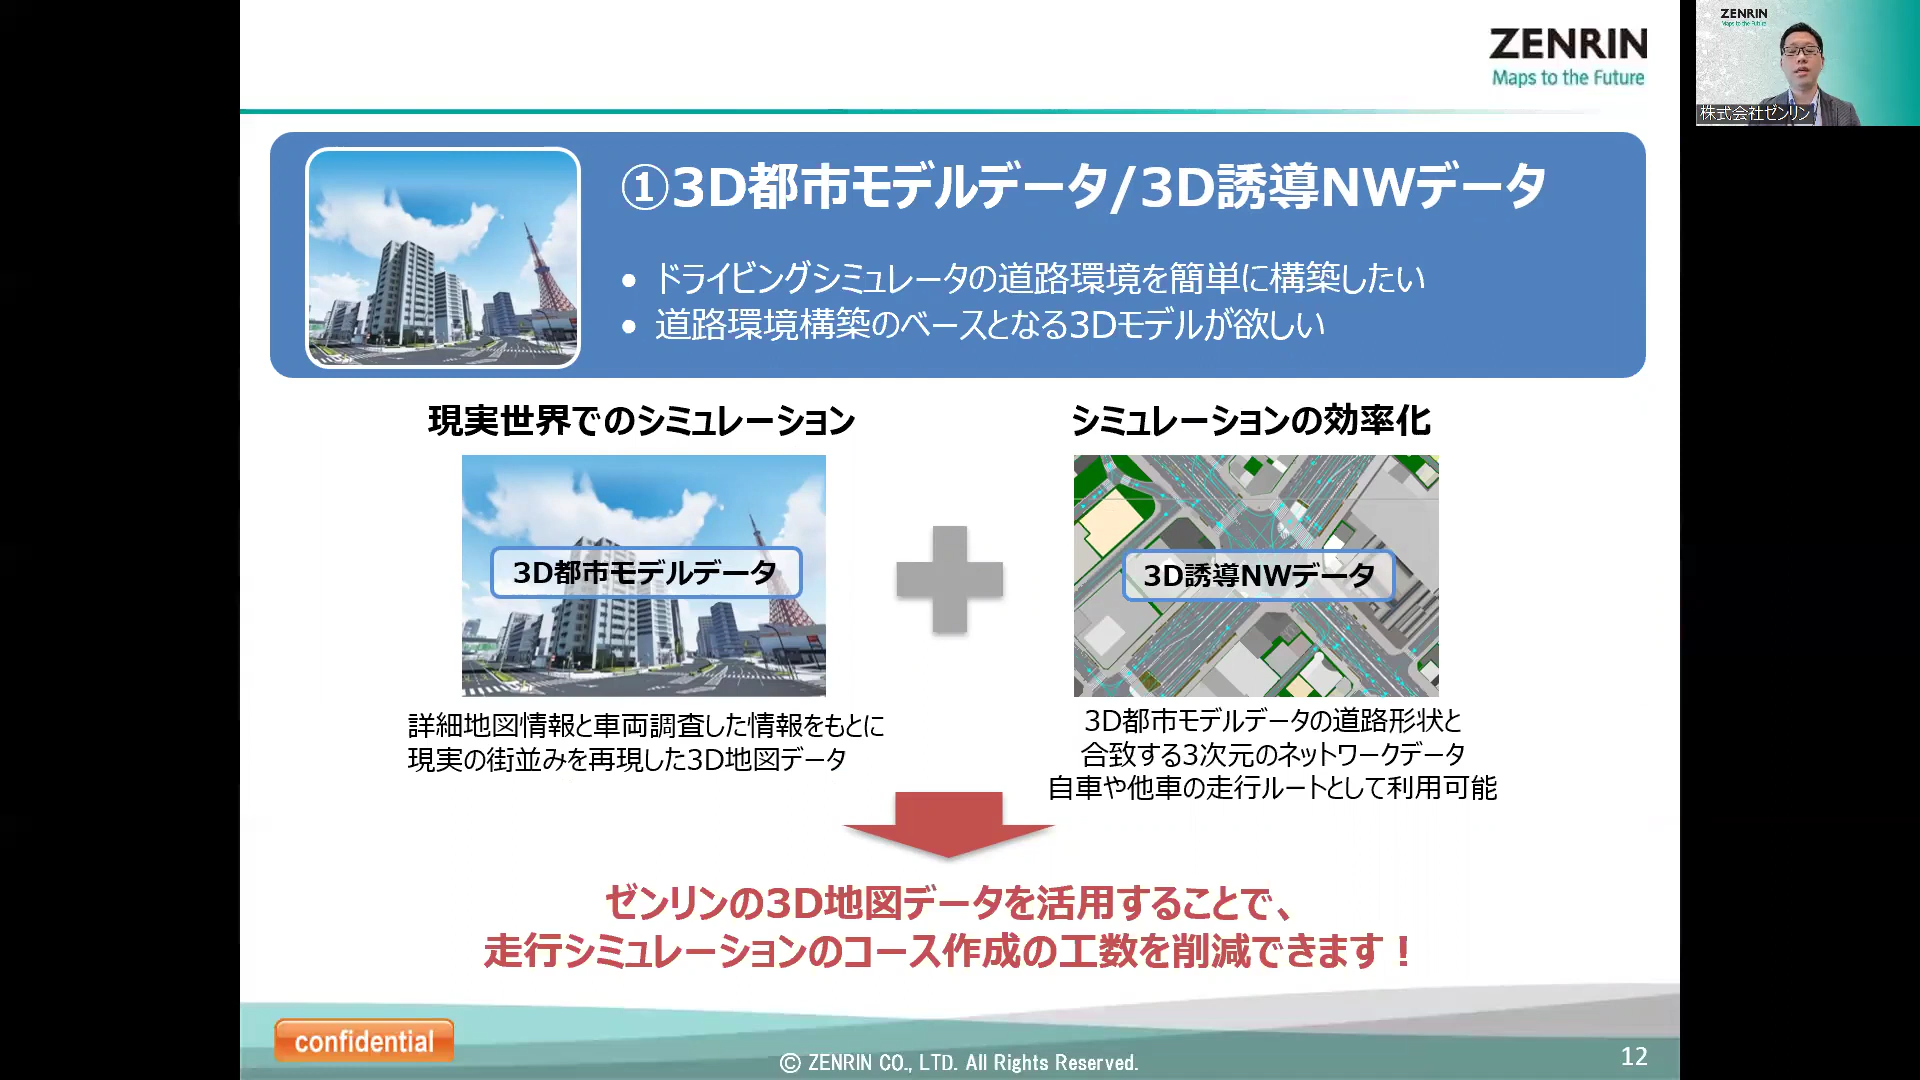 ZENRIN
Maps to the Future
ZENRIN
Maps to the Future
株式会社ゼンリン
①3D都市モデルデータ/3D誘導NWデータ
• ドライビングシミュレータの道路環境を簡単に構築したい
• 道路環境構築のベースとなる3Dモデルが欲しい
現実世界でのシミュレーション
3D都市モデルデータ
詳細地図情報と車両調査した情報をもとに
現実の街並みを再現した3D地図データ
シミュレーションの効率化
3D誘導NWデータ
3D都市モデルデータの道路形状と
合致する3次元のネットワークデータ
自車や他車の走行ルートとして利用可能
ゼンリンの3D地図データを活用することで、
走行シミュレーションのコース作成の工数を削減できます！
confidential
© ZENRIN CO., LTD. All Rights Reserved.
12